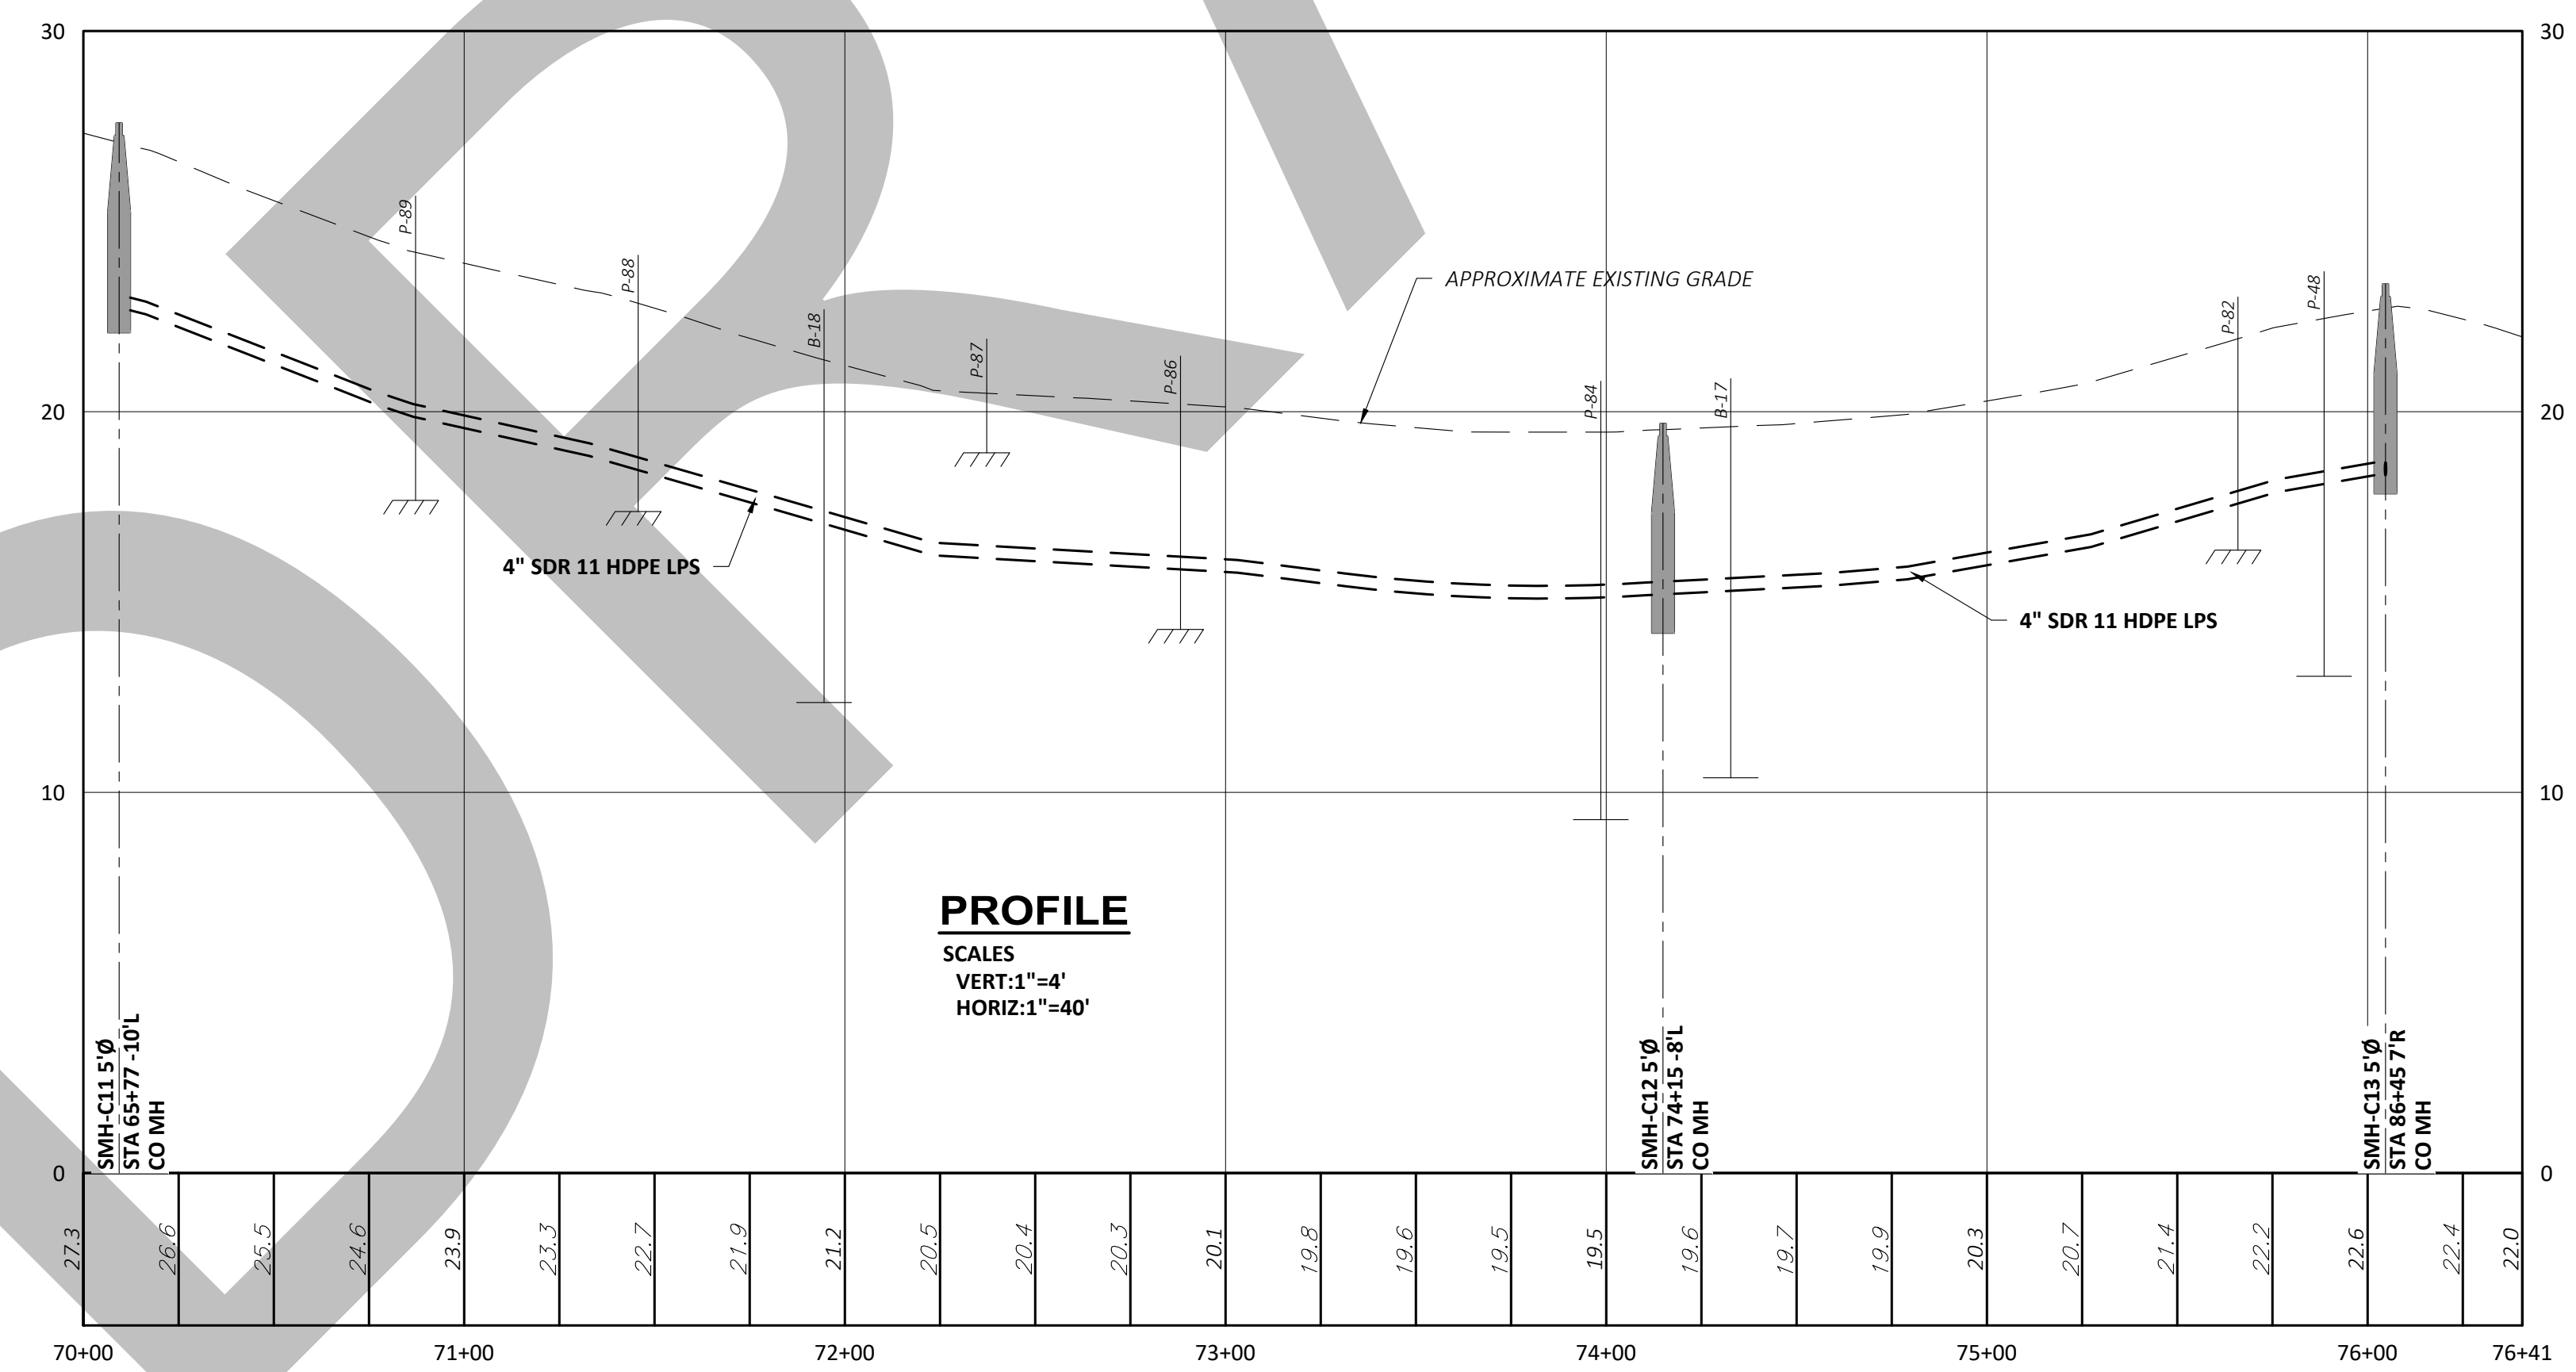 30
30
P-89
P-88
APPROXIMATE EXISTING GRADE
P-48
P-82
B-18
P-87
P-86
P-84
B-17
20
20
4" SDR 11 HDPE LPS
4" SDR 11 HDPE LPS
10
10
PROFILE
SCALES
VERT:1"=4'
HORIZ:1"=40'
SMH-C11 5'Ø
STA 65+77 -10'L
CO MH
SMH-C12 5'Ø
STA 74+15 -8'L
CO MH
SMH-C13 5'Ø
STA 86+45 7'R
CO MH
0
0
27.3 26.6 25.5 24.6 23.9 23.3 22.7 21.9 21.2 20.5 20.4 20.3 20.1 19.8 19.6 19.5 19.5 19.6 19.7 19.9 20.3 20.7 21.4 22.2 22.6 22.4 22.0
70+00 71+00 72+00 73+00 74+00 75+00 76+00 76+41